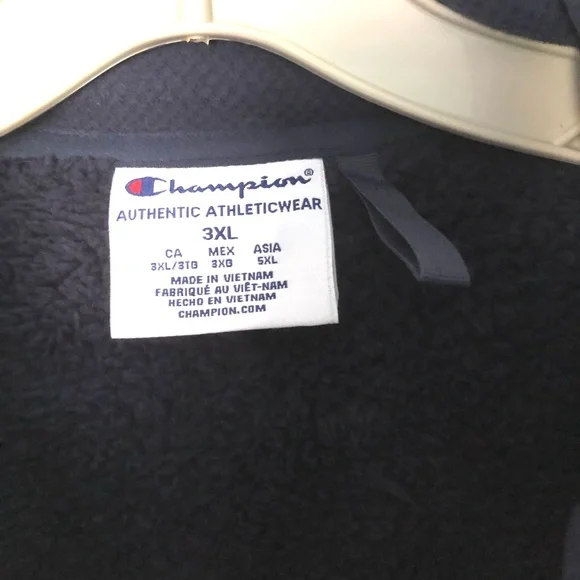 Champion®
AUTHENTIC ATHLETICWEAR
3XL
CA MEX ASIA
3XL/3TG 3XG 5XL
MADE IN VIETNAM
FABRIQUÉ AU VIÊT-NAM
HECHO EN VIETNAM
CHAMPION.COM